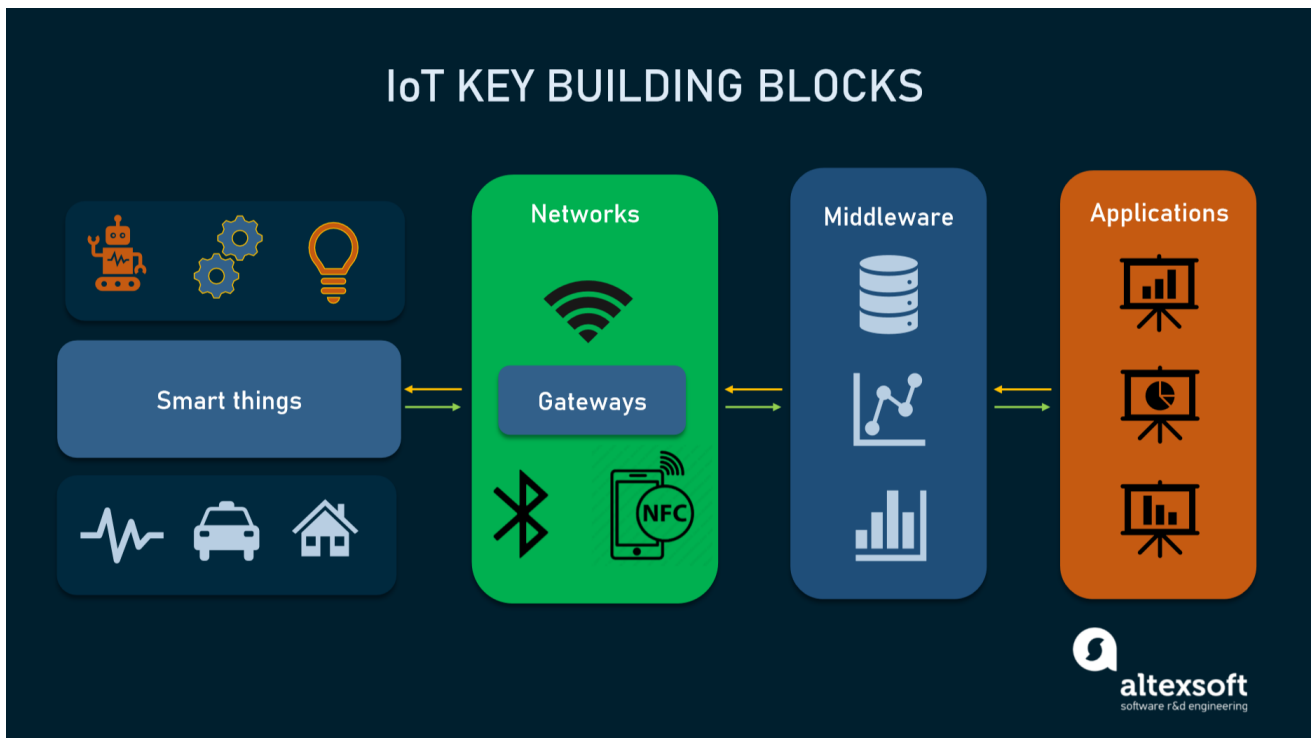 IoT KEY BUILDING BLOCKS
Smart things
Networks
Gateways
NFC
Middleware
Applications
altexsoft
software r&d engineering